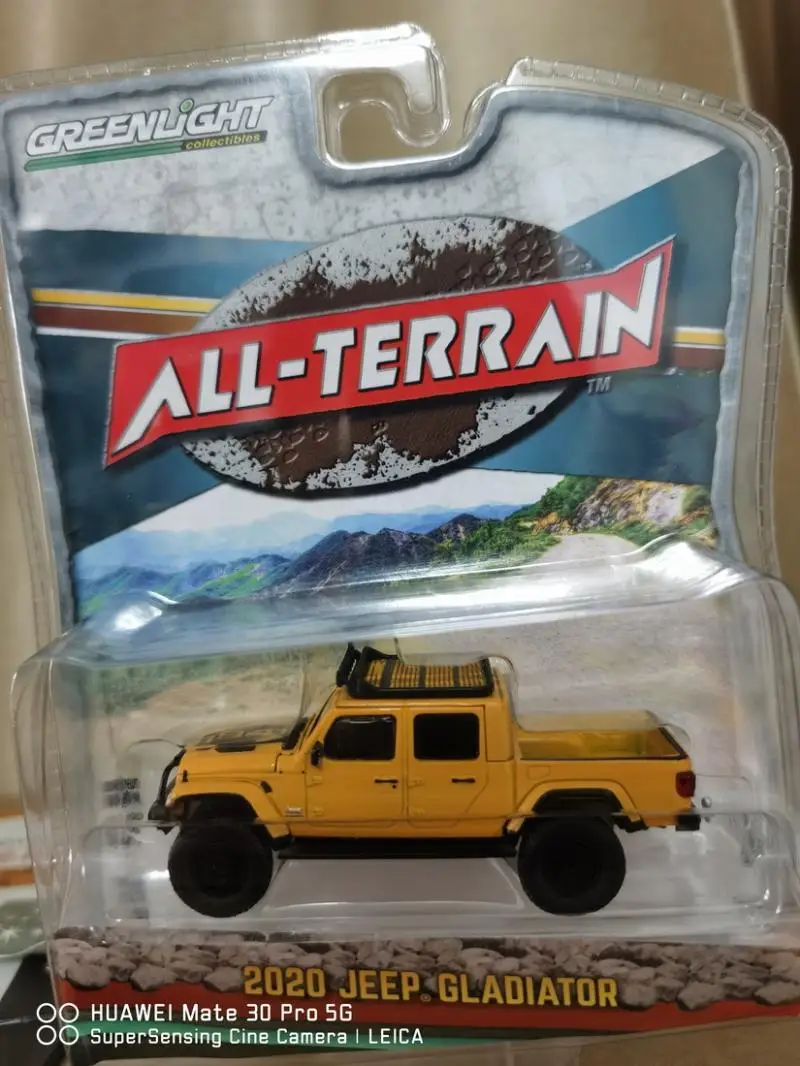 GREENLiGHT
collectibles
ALL-TERRAIN
TM
2020 JEEP® GLADIATOR
HUAWEI Mate 30 Pro 5G
SuperSensing Cine Camera | LEICA